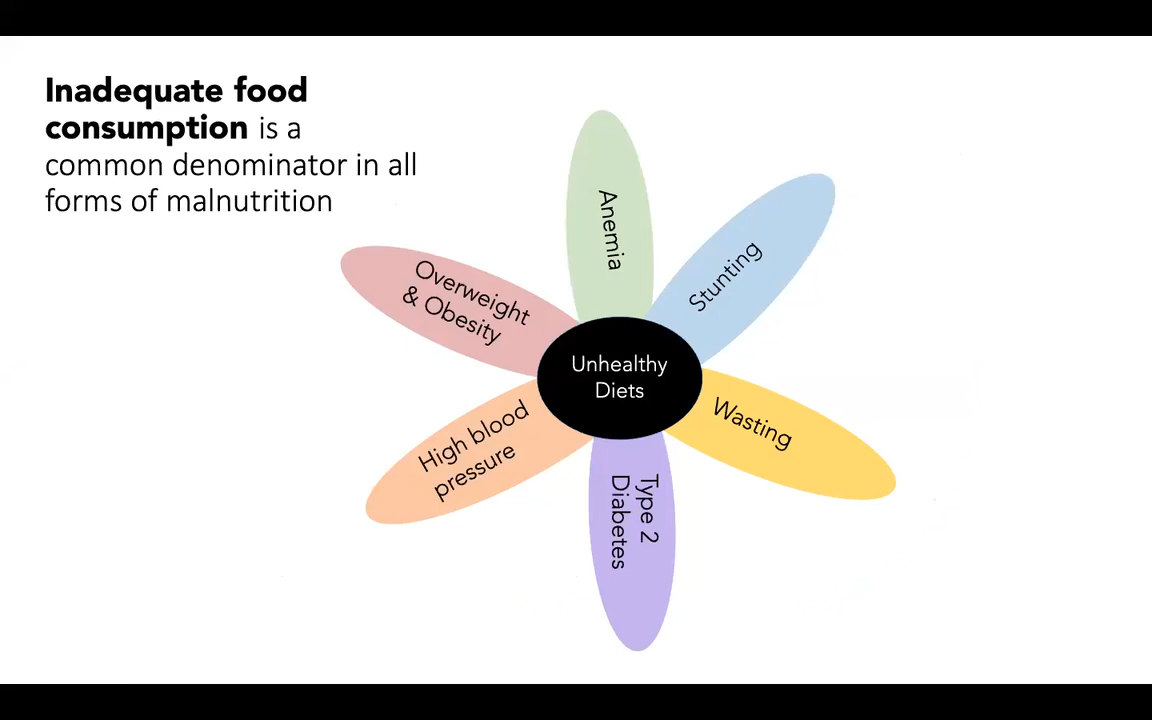 Inadequate food
consumption is a
common denominator in all
forms of malnutrition
Anemia
Stunting
Overweight
& Obesity
Unhealthy
Diets
High blood
pressure
Wasting
Type 2
Diabetes